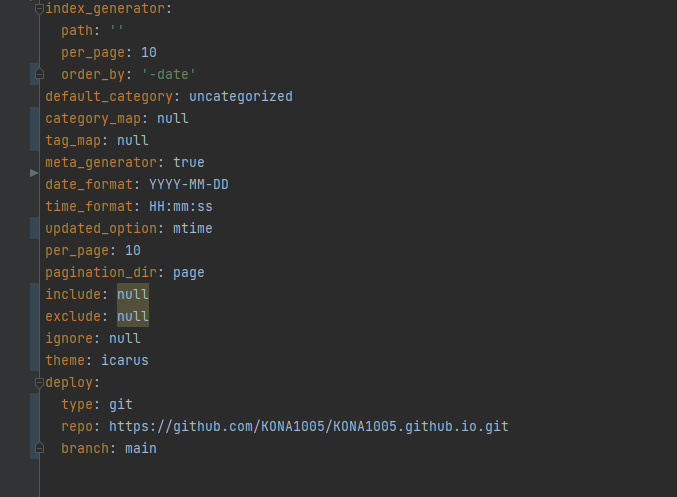 index_generator:
  path: ''
  per_page: 10
  order_by: '-date'
default_category: uncategorized
category_map: null
tag_map: null
meta_generator: true
date_format: YYYY-MM-DD
time_format: HH:mm:ss
updated_option: mtime
per_page: 10
pagination_dir: page
include: null
exclude: null
ignore: null
theme: icarus
deploy:
  type: git
  repo: https://github.com/KONA1005/KONA1005.github.io.git
  branch: main